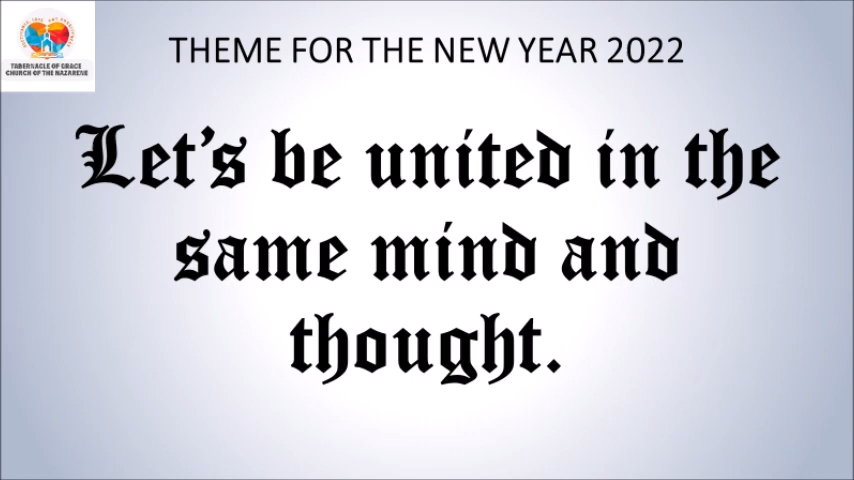 TABERNACLE OF GRACE
CHURCH OF THE NAZARENE
THEME FOR THE NEW YEAR 2022
Let's be united in the
same mind and
thought.